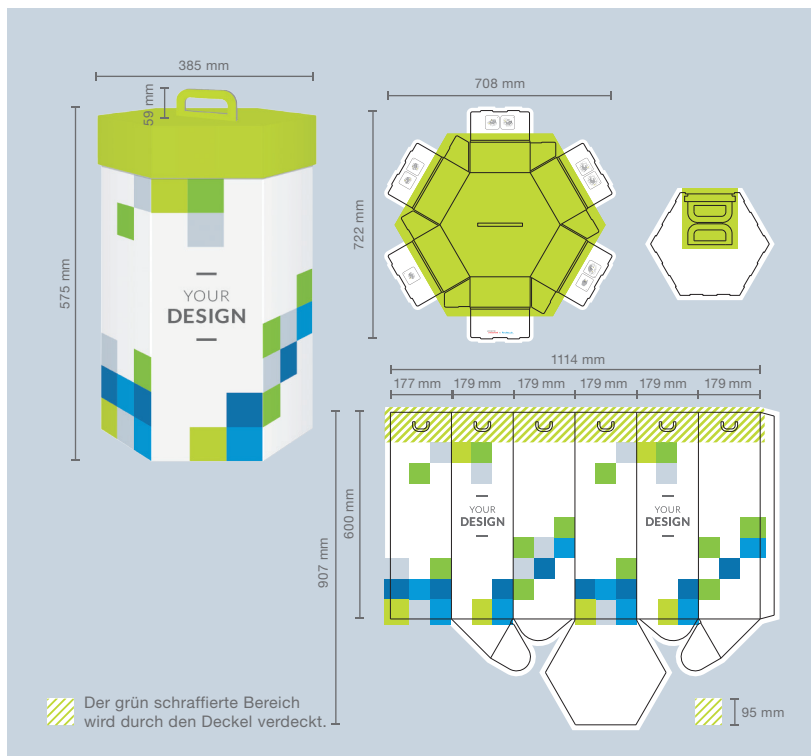 385 mm
59 mm
575 mm
YOUR
DESIGN
708 mm
722 mm
1114 mm
177 mm 179 mm 179 mm 179 mm 179 mm 179 mm
907 mm
600 mm
YOUR
DESIGN
YOUR
DESIGN
Der grün schraffierte Bereich
wird durch den Deckel verdeckt.
95 mm